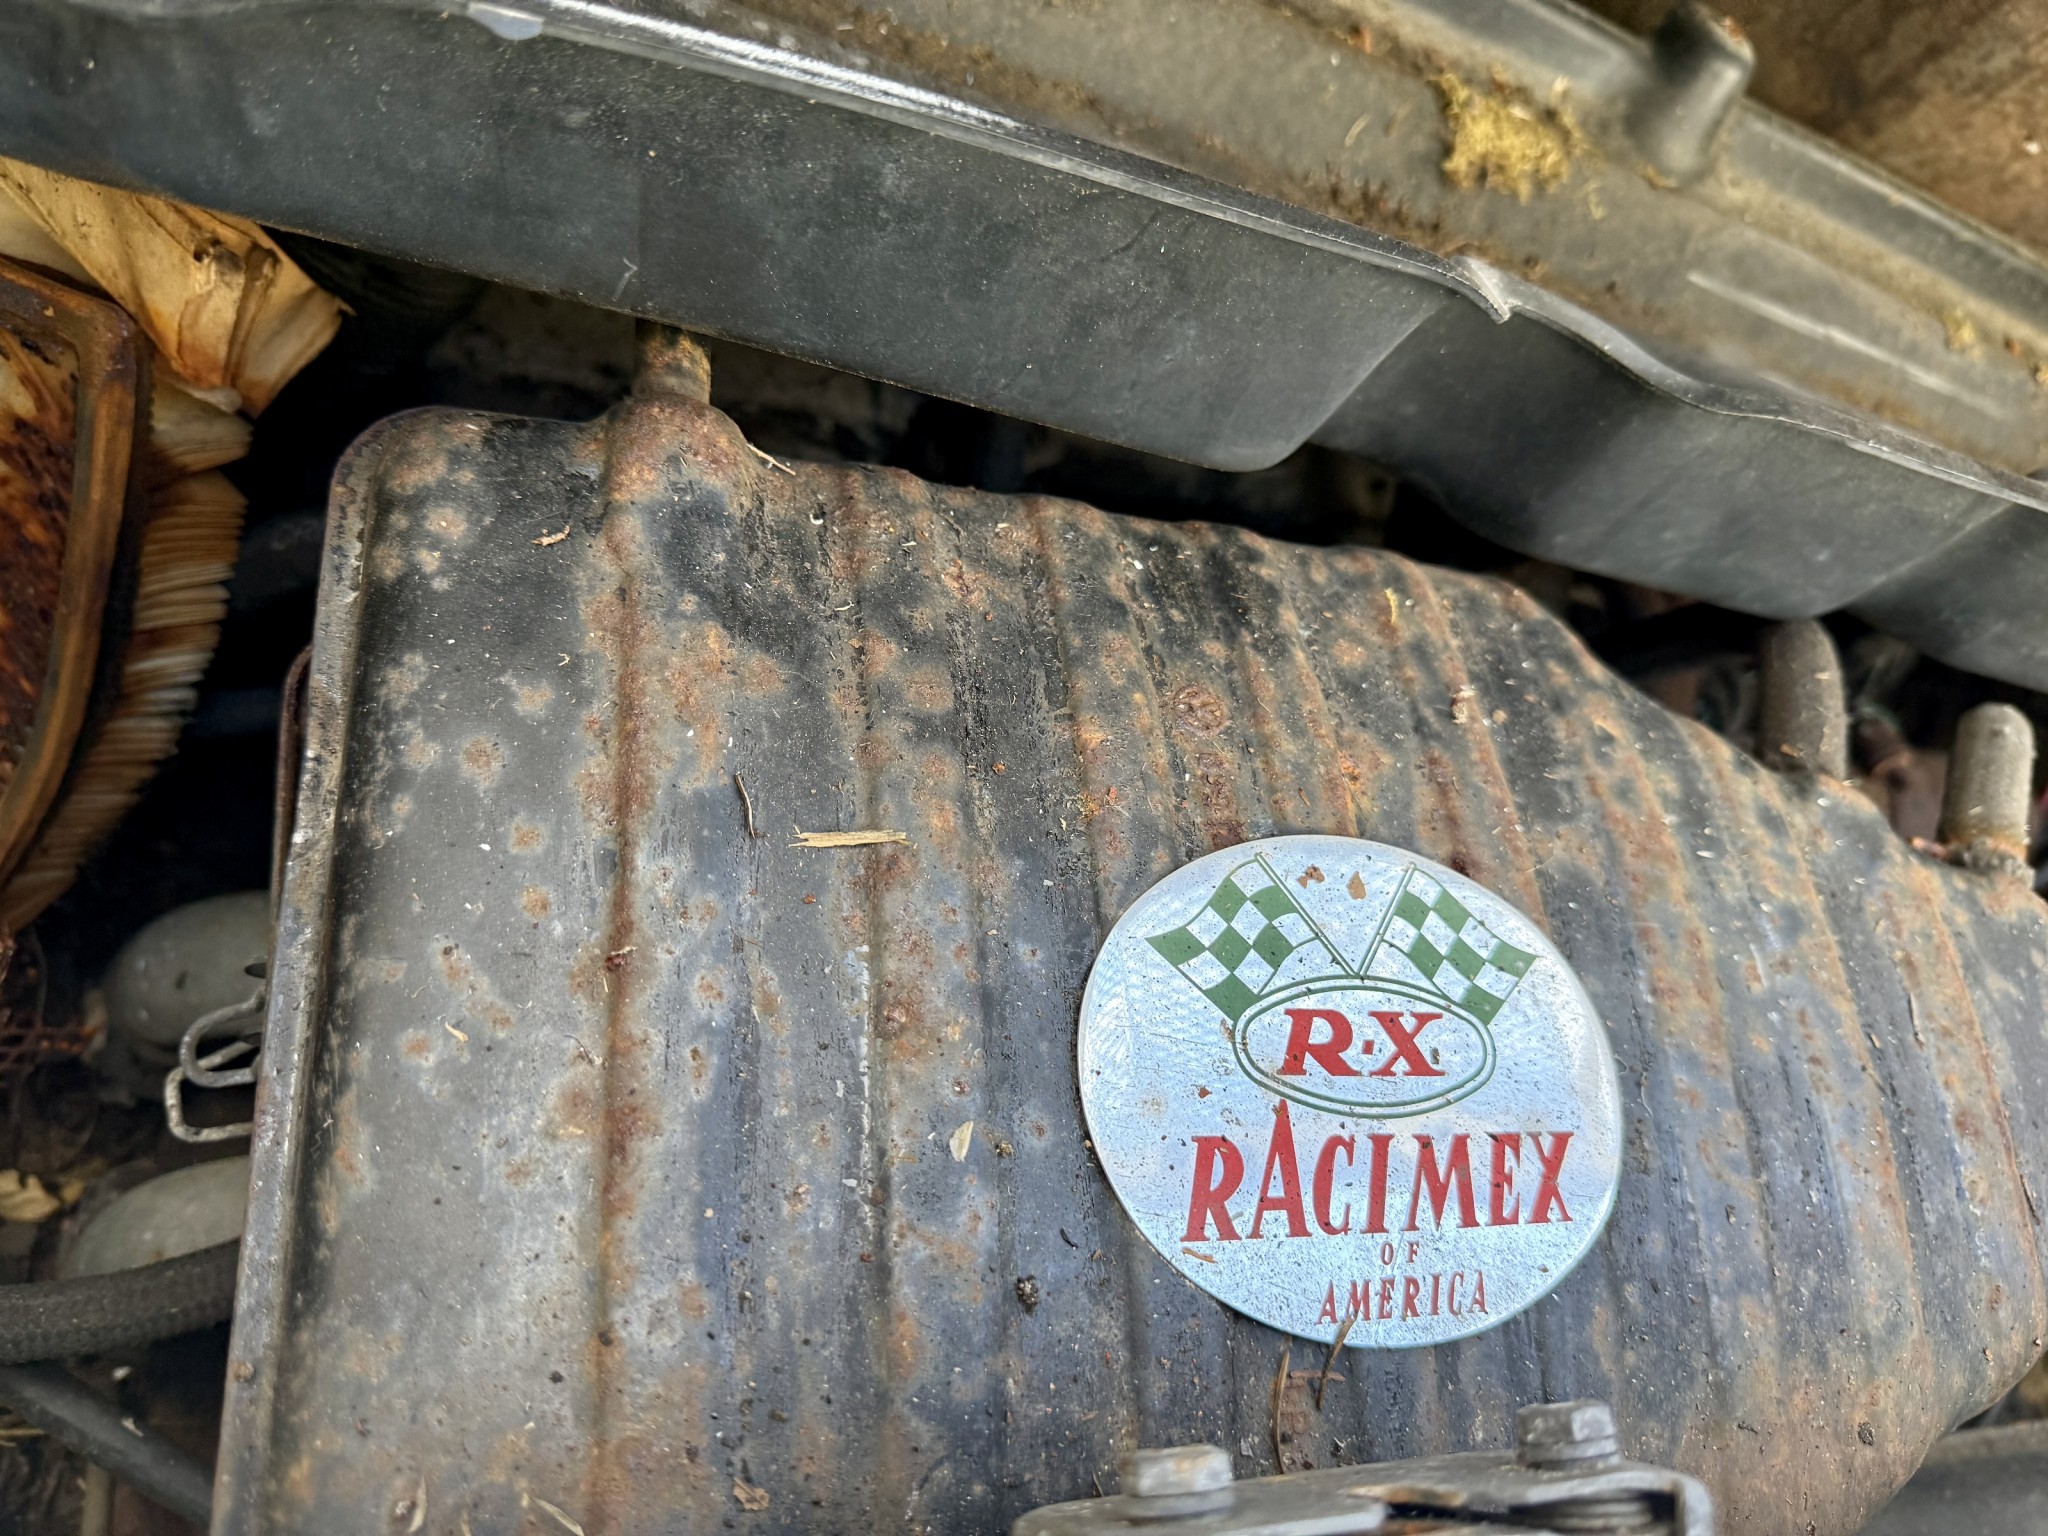 R·X
RACIMEX
OF
AMERICA